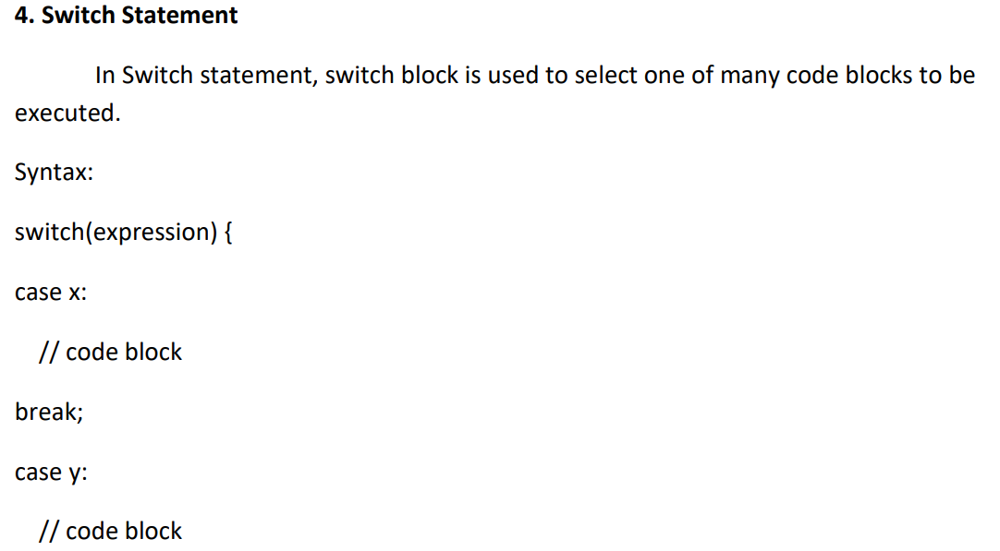 4. Switch Statement
In Switch statement, switch block is used to select one of many code blocks to be
executed.
Syntax:
switch(expression) {
case x:
// code block
break;
case y:
// code block